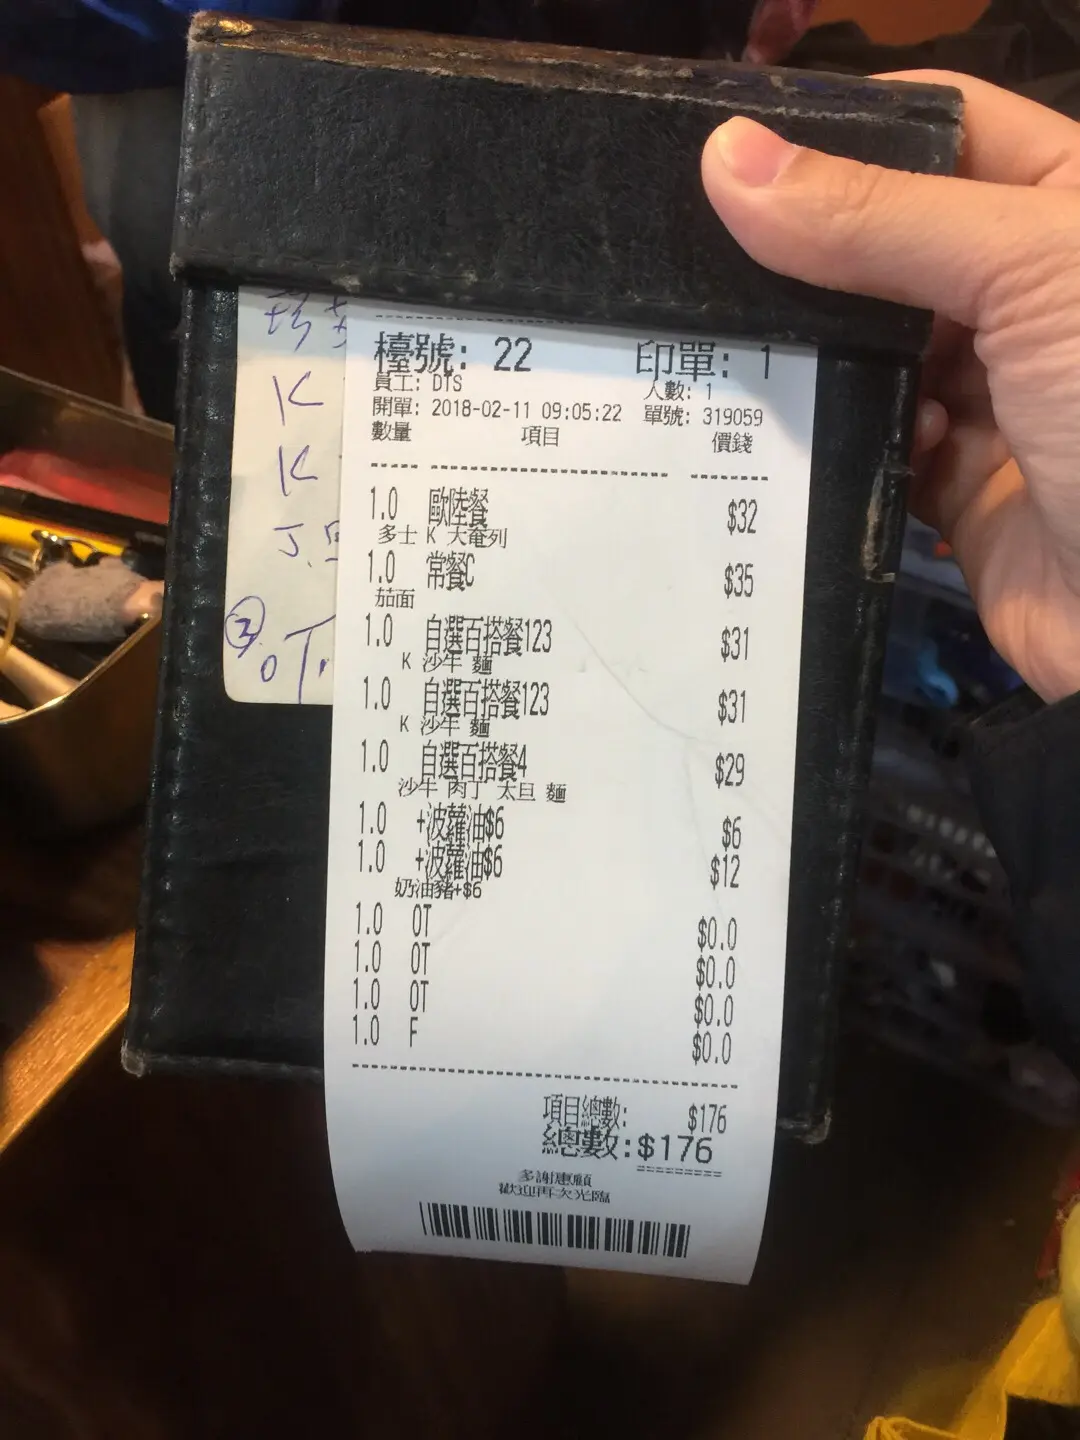 檯號: 22 印單: 1
員工: DTS 人數: 1
開單: 2018-02-11 09:05:22 單號: 319059
數量 項目 價錢
1.0 歐陸餐 $32
多士 K 大奄列
1.0 常餐C $35
茄面
1.0 自選百搭餐123 $31
K 沙牛 麵
1.0 自選百搭餐123 $31
K 沙牛 麵
1.0 自選百搭餐4 $29
沙牛 肉丁 太旦 麵
1.0 +波蘿油$6 $6
1.0 +波蘿油$6 $12
奶油豬+$6
1.0 OT $0.0
1.0 OT $0.0
1.0 OT $0.0
1.0 F $0.0
項目總數: $176
總數:$176
多謝惠顧
歡迎再次光臨
K
K
J.
③
OT.